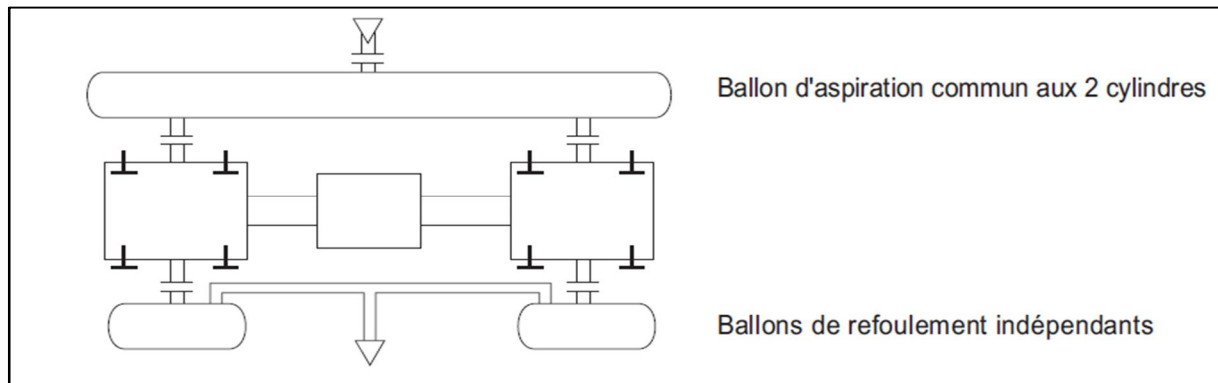 Ballon d'aspiration commun aux 2 cylindres
Ballons de refoulement indépendants